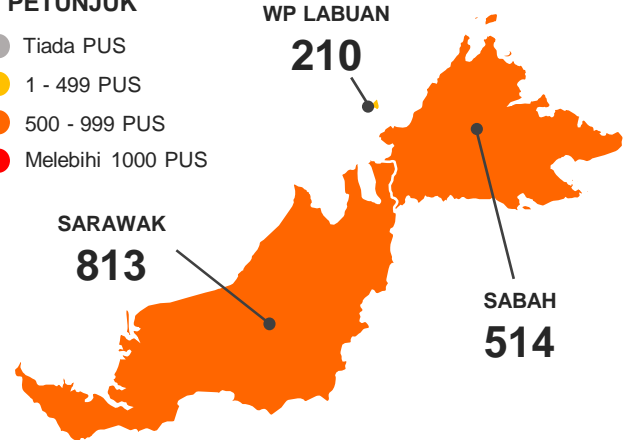 PETUNJUK
Tiada PUS
1 - 499 PUS
500 - 999 PUS
Melebihi 1000 PUS
WP LABUAN
210
SARAWAK
813
SABAH
514